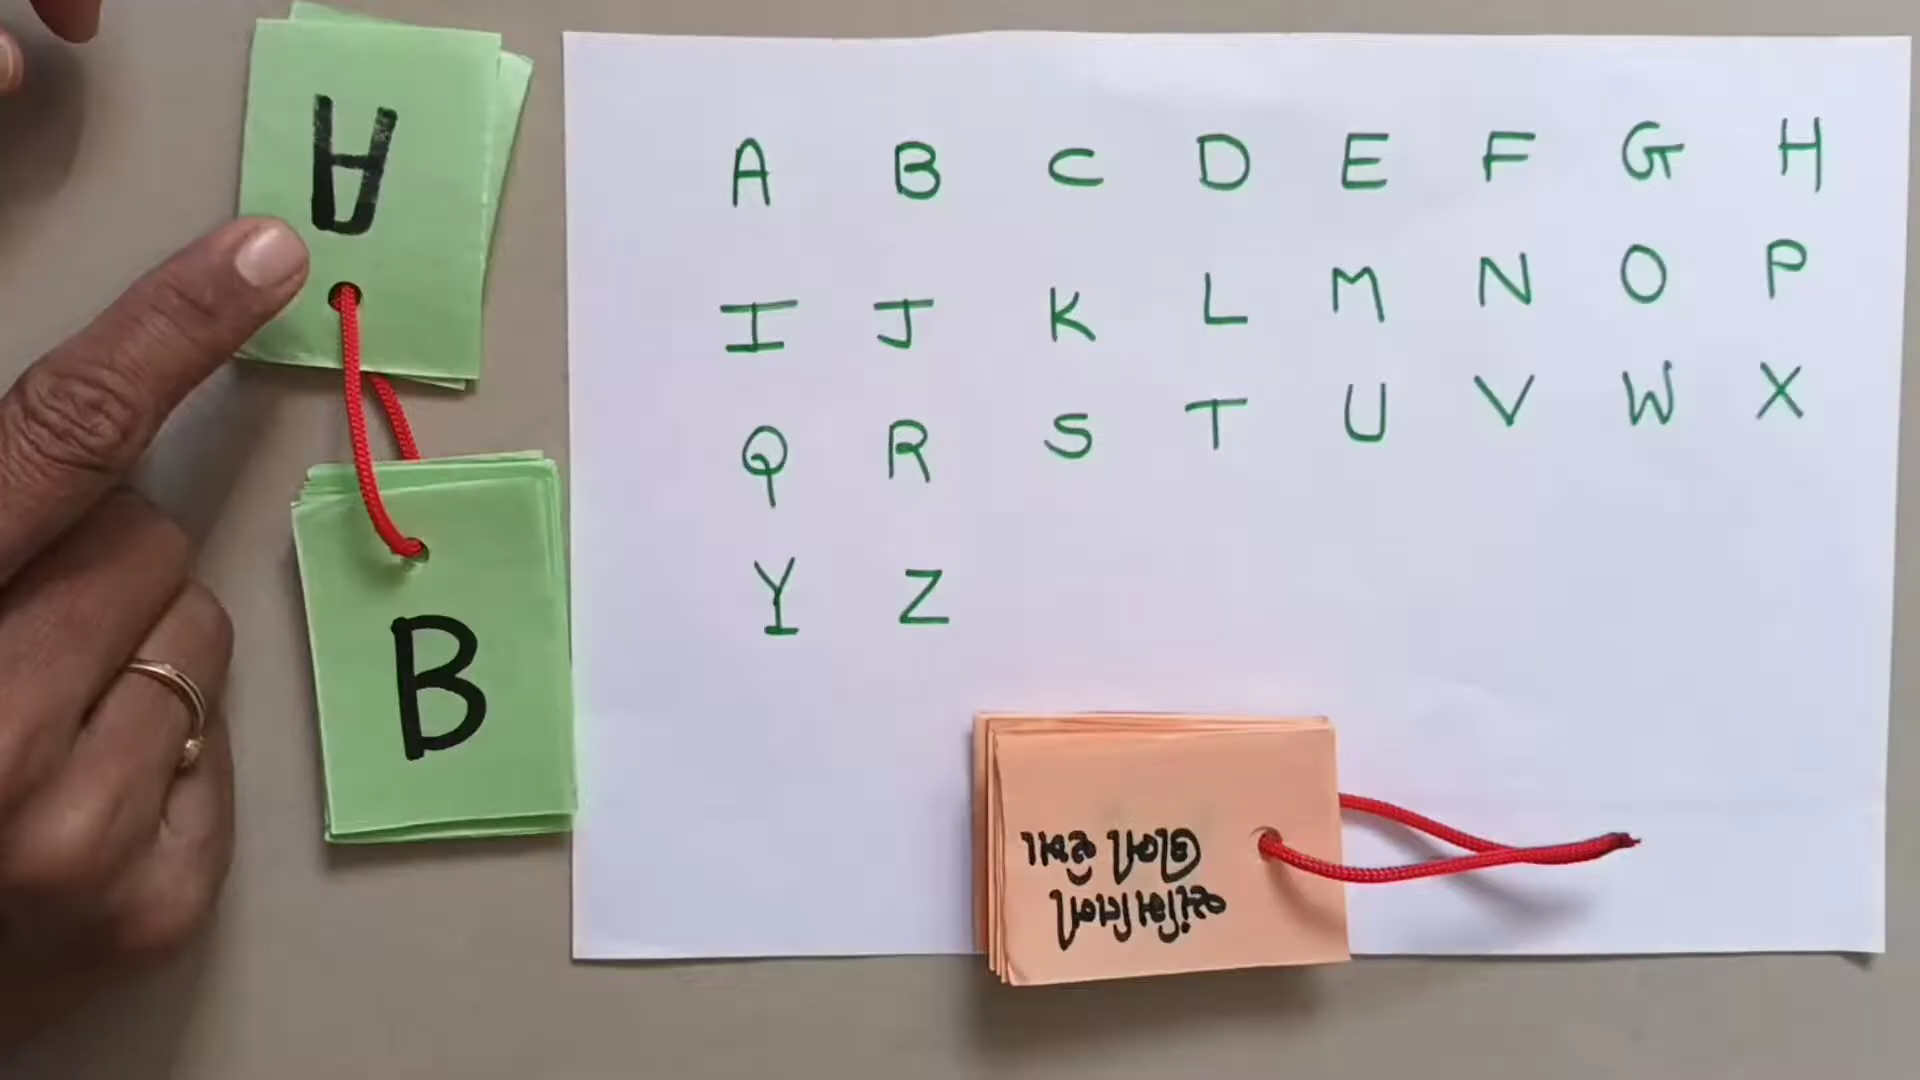 A
B
A B C D E F G H
I J K L M N O P
Q R S T U V W X
Y Z